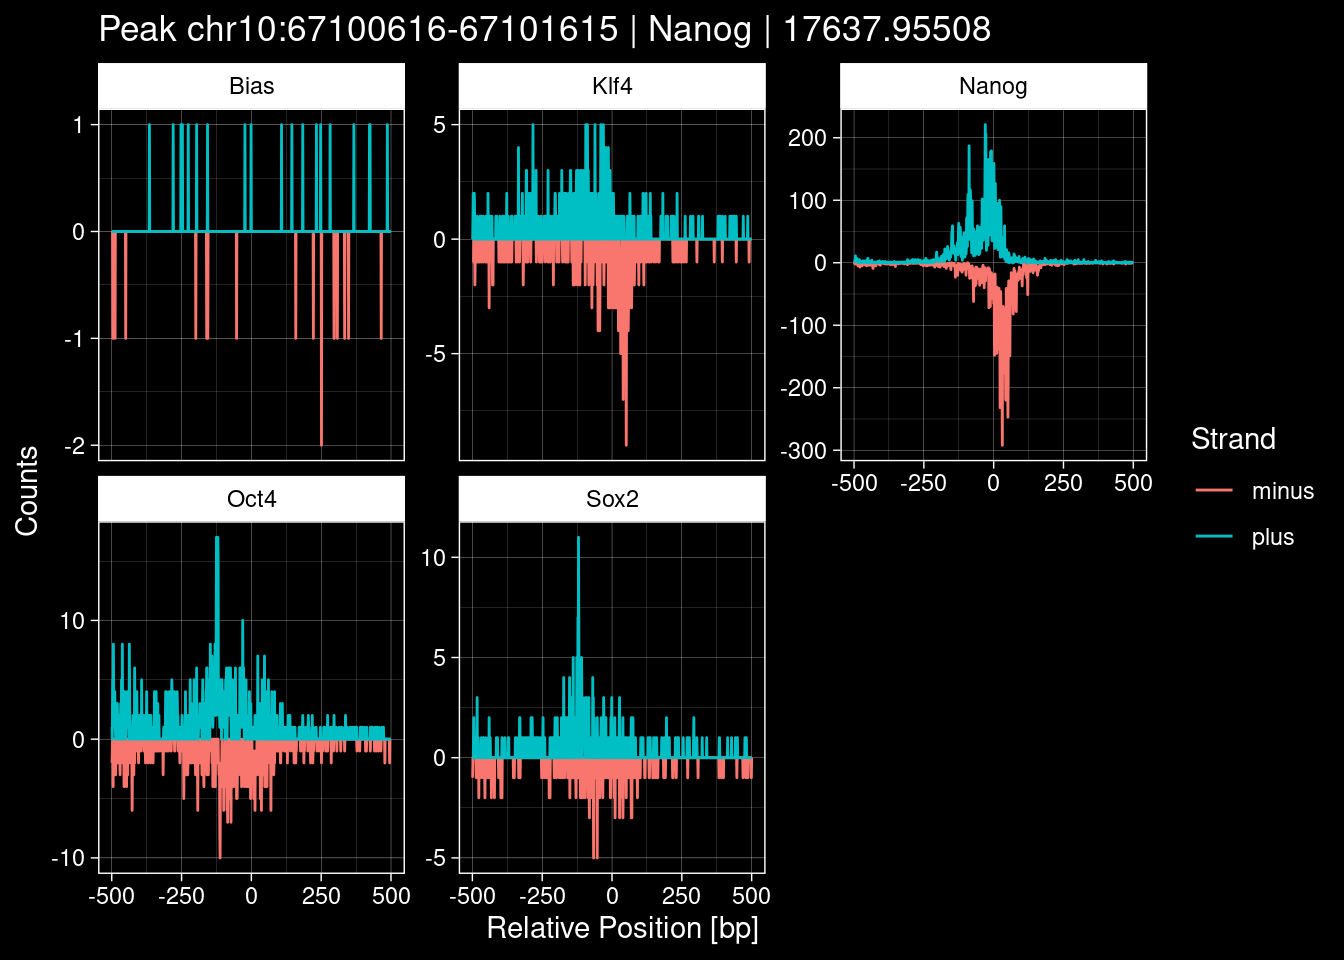 Peak chr10:67100616-67101615 | Nanog | 17637.95508
Bias
Klf4
Nanog
1
0
-1
-2
5
0
-5
200
100
0
-100
-200
-300
-500 -250 0 250 500
Oct4
Sox2
10
0
-10
10
5
0
-5
-500 -250 0 250 500
-500 -250 0 250 500
Counts
Relative Position [bp]
Strand
minus
plus